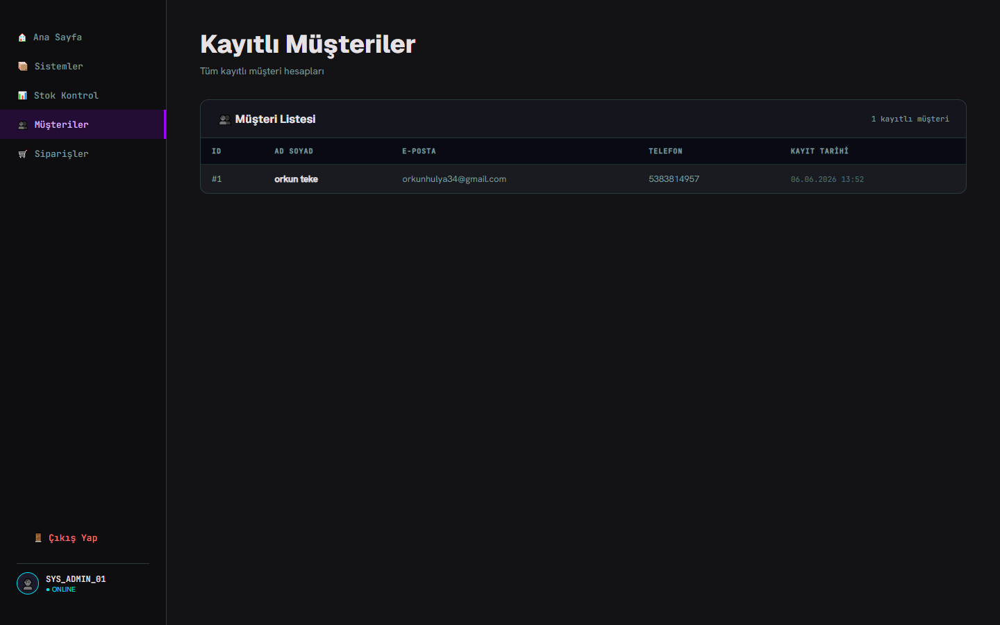 Ana Sayfa
Sistemler
Stok Kontrol
Müşteriler
Siparişler
Çıkış Yap
SYS_ADMIN_01
ONLINE
Kayıtlı Müşteriler
Tüm kayıtlı müşteri hesapları
Müşteri Listesi
1 kayıtlı müşteri
ID AD SOYAD E-POSTA TELEFON KAYIT TARİHİ
#1 orkun teke orkunhulya34@gmail.com 5383814957 06.06.2026 13:52